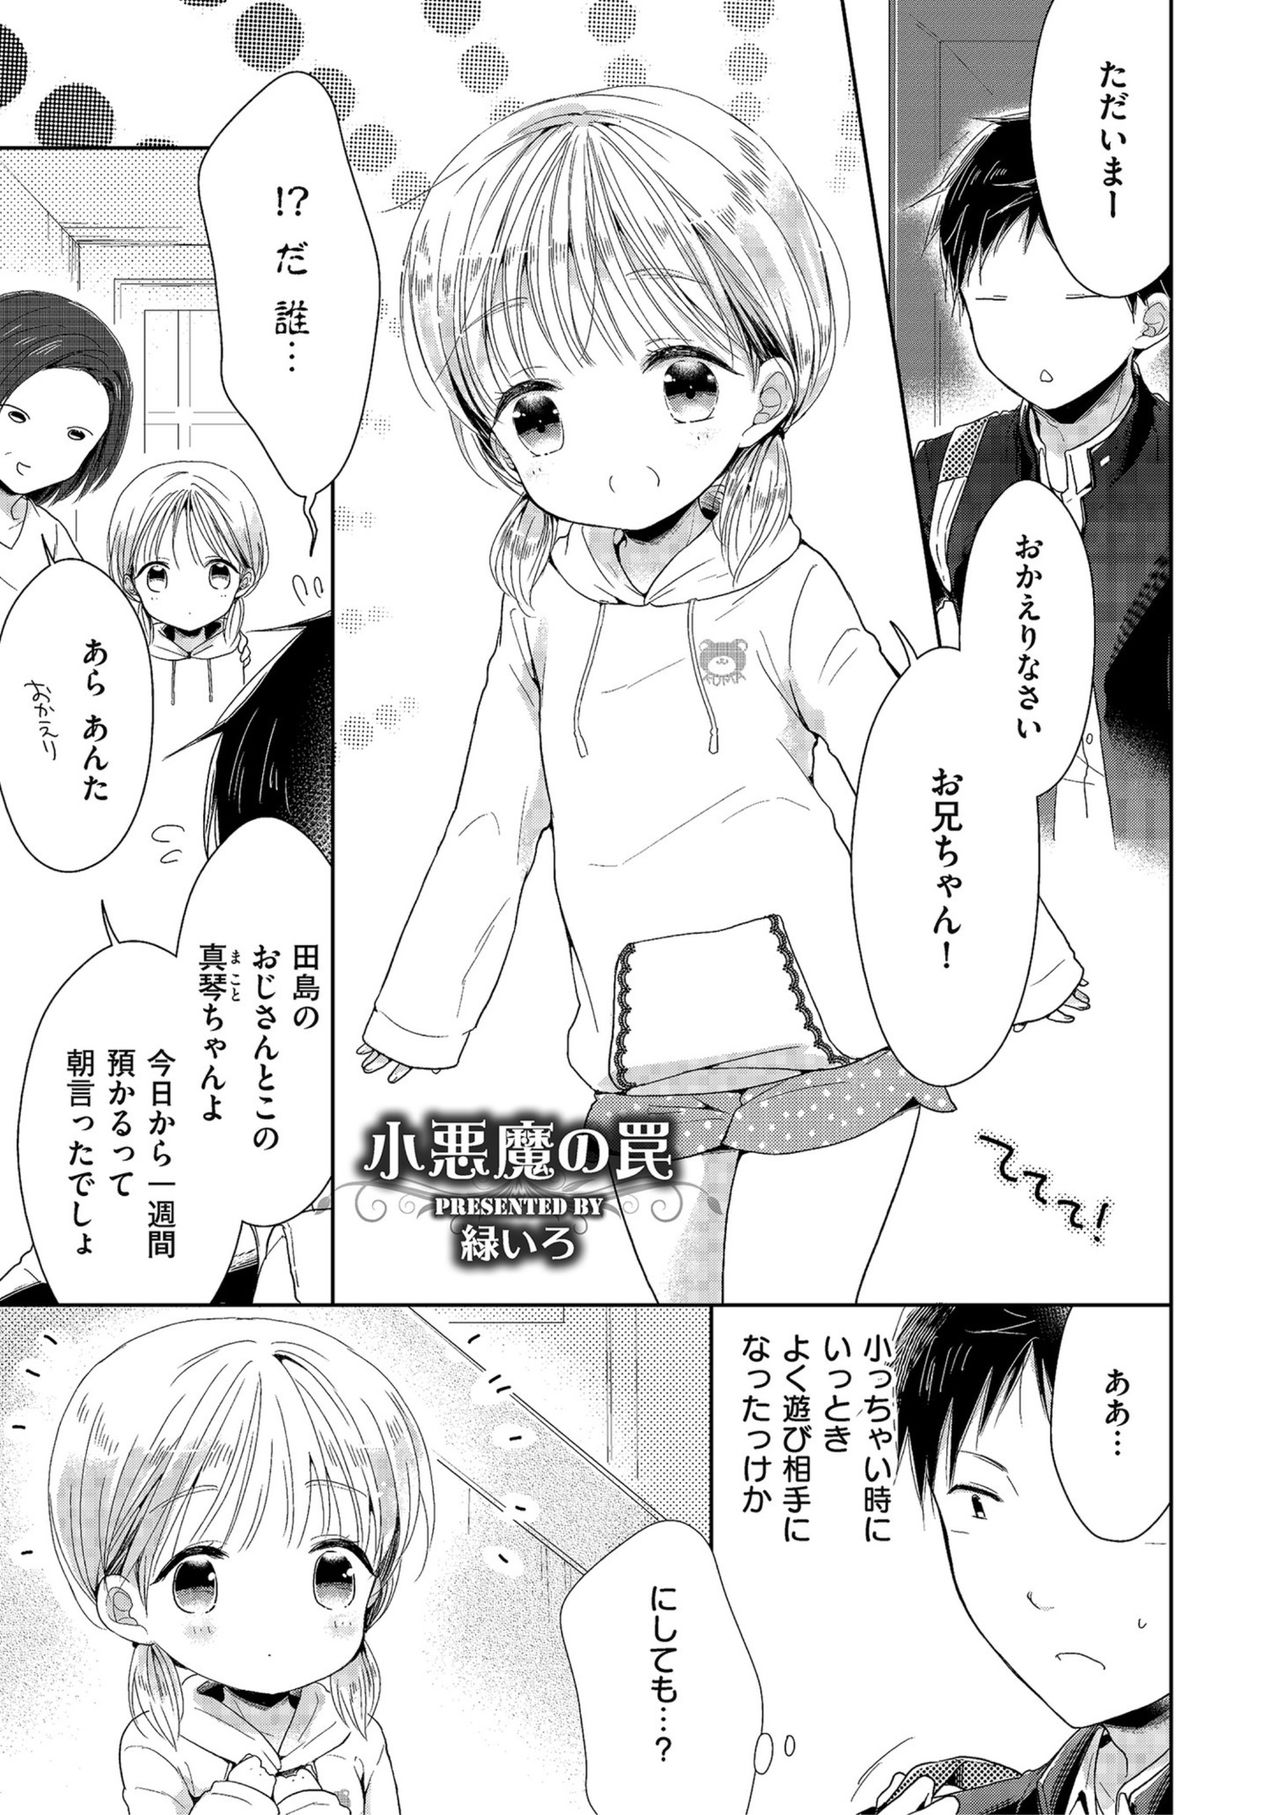 ただいまー
おかえりなさい
お兄ちゃん！
KUMA
てててて！
!?だ 誰…
あら あんた
おかえり
田島の
おじさんとこの
真琴ちゃんよ
まこと
今日から一週間
預かるって
朝言ったでしょ
小悪魔の罠
PRESENTED BY
緑いろ
ああ…
小っちゃい時に
いっとき
よく遊び相手に
なったっけか
にしても…？